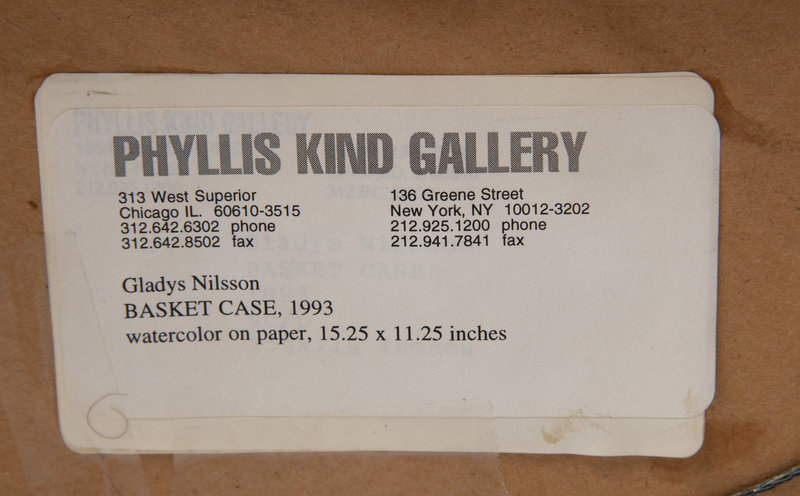 PHYLLIS KIND GALLERY
313 West Superior
Chicago IL. 60610-3515
312.642.6302 phone
312.642.8502 fax
136 Greene Street
New York, NY 10012-3202
212.925.1200 phone
212.941.7841 fax
Gladys Nilsson
BASKET CASE, 1993
watercolor on paper, 15.25 x 11.25 inches
6